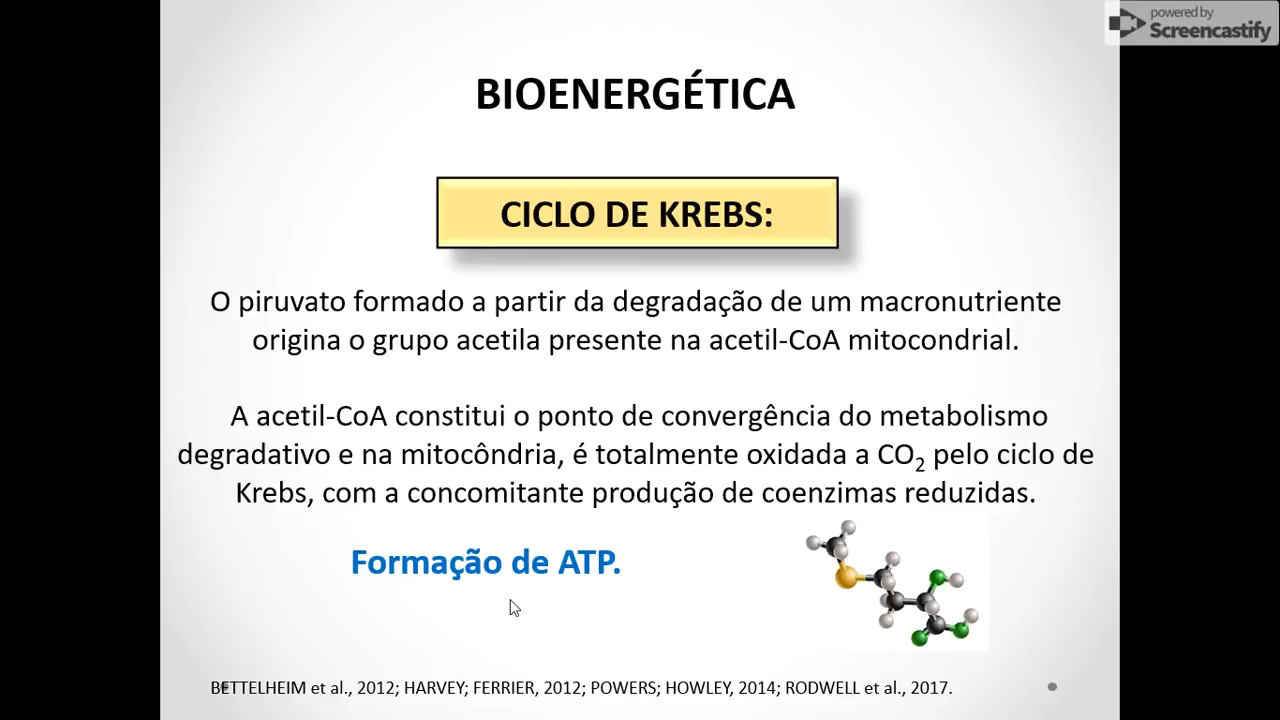 powered by
Screencastify
BIOENERGÉTICA
CICLO DE KREBS:
O piruvato formado a partir da degradação de um macronutriente
origina o grupo acetila presente na acetil-CoA mitocondrial.
A acetil-CoA constitui o ponto de convergência do metabolismo
degradativo e na mitocôndria, é totalmente oxidada a CO₂ pelo ciclo de
Krebs, com a concomitante produção de coenzimas reduzidas.
Formação de ATP.
BETTELHEIM et al., 2012; HARVEY; FERRIER, 2012; POWERS; HOWLEY, 2014; RODWELL et al., 2017.